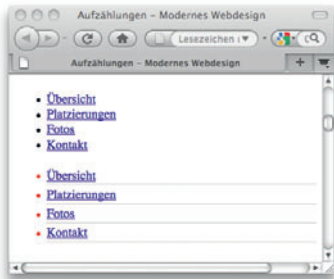 Aufzählungen – Modernes Webdesign
Lesezeichen
Aufzählungen – Modernes Webdesign
Übersicht
Platzierungen
Fotos
Kontakt
Übersicht
Platzierungen
Fotos
Kontakt